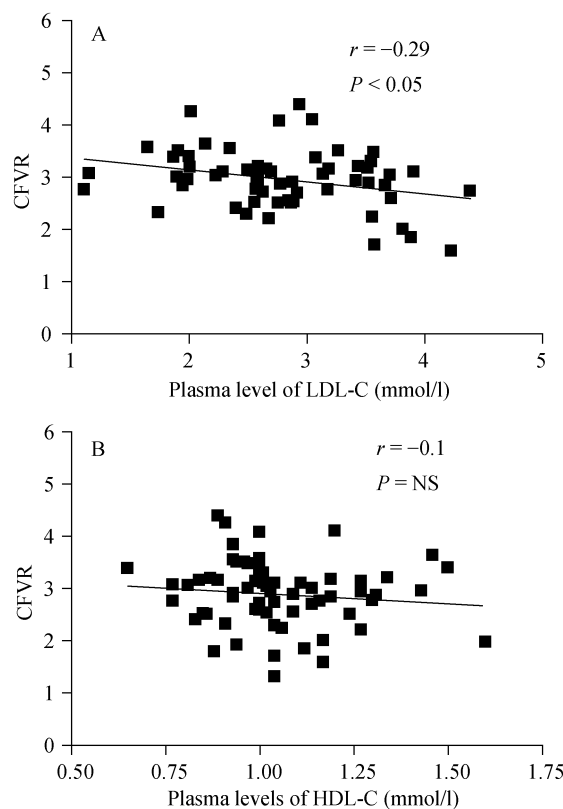 A
r = −0.29
P < 0.05
6
5
4
3
2
1
0
CFVR
1 2 3 4 5
Plasma level of LDL-C (mmol/l)
B
r = −0.1
P = NS
6
5
4
3
2
1
0
CFVR
0.50 0.75 1.00 1.25 1.50 1.75
Plasma levels of HDL-C (mmol/l)